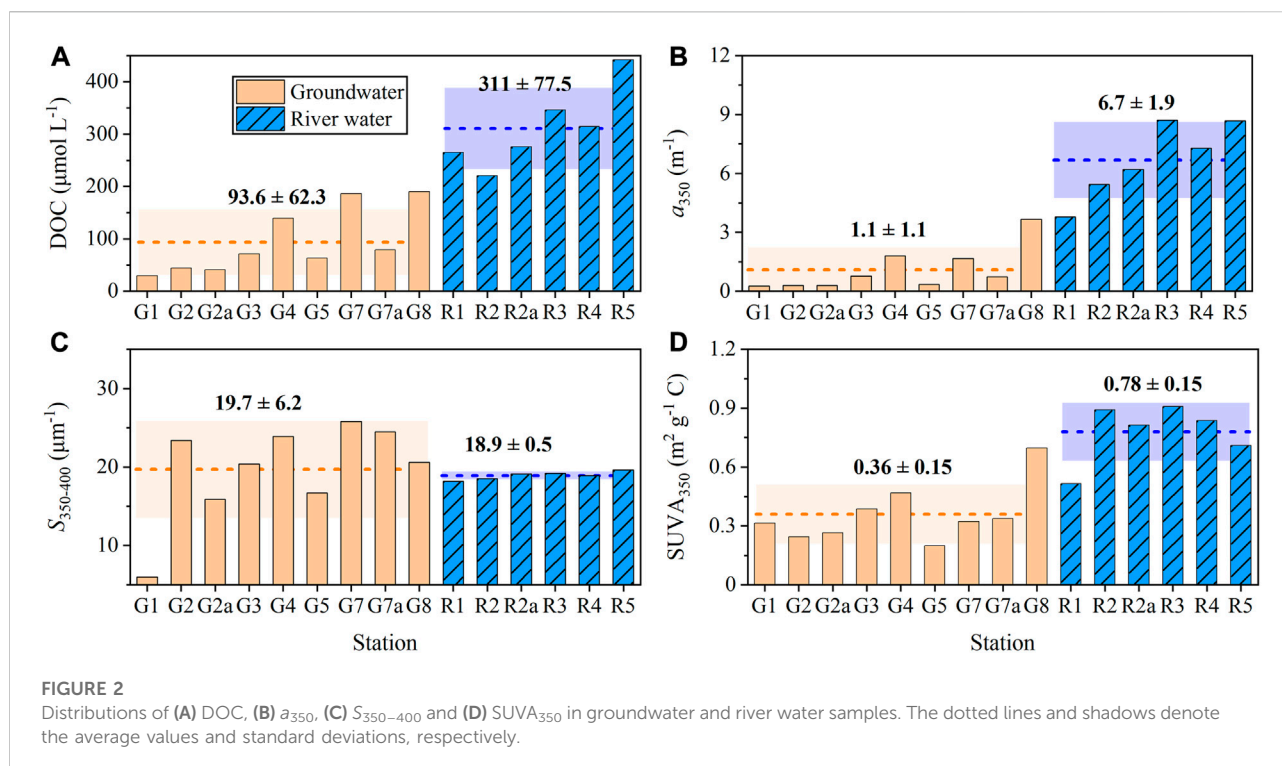 A
DOC (μmol L⁻¹)
400
300
200
100
0
Groundwater
River water
93.6 ± 62.3
311 ± 77.5
G1 G2 G2a G3 G4 G5 G7 G7a G8 R1 R2 R2a R3 R4 R5
B
a₃₅₀ (m⁻¹)
12
9
6
3
0
1.1 ± 1.1
6.7 ± 1.9
G1 G2 G2a G3 G4 G5 G7 G7a G8 R1 R2 R2a R3 R4 R5
C
S₃₅₀₋₄₀₀ (μm⁻¹)
30
20
10
19.7 ± 6.2
18.9 ± 0.5
G1 G2 G2a G3 G4 G5 G7 G7a G8 R1 R2 R2a R3 R4 R5
Station
D
SUVA₃₅₀ (m² g⁻¹ C)
1.2
0.9
0.6
0.3
0
0.36 ± 0.15
0.78 ± 0.15
G1 G2 G2a G3 G4 G5 G7 G7a G8 R1 R2 R2a R3 R4 R5
Station
FIGURE 2
Distributions of (A) DOC, (B) a₃₅₀, (C) S₃₅₀₋₄₀₀ and (D) SUVA₃₅₀ in groundwater and river water samples. The dotted lines and shadows denote
the average values and standard deviations, respectively.